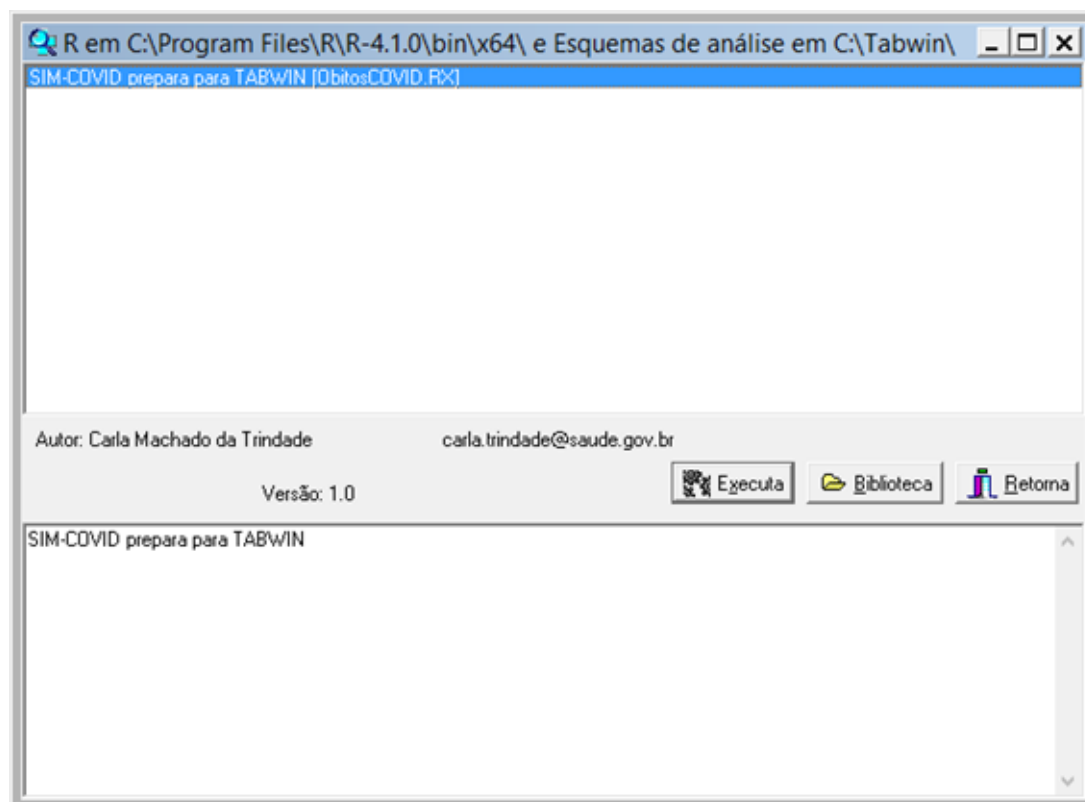 R em C:\Program Files\R\R-4.1.0\bin\x64\ e Esquemas de análise em C:\Tabwin\
SIM-COVID prepara para TABWIN [ObitosCOVID.RX]
Autor: Carla Machado da Trindade carla.trindade@saude.gov.br
Versão: 1.0 Executa Biblioteca Retorna
SIM-COVID prepara para TABWIN